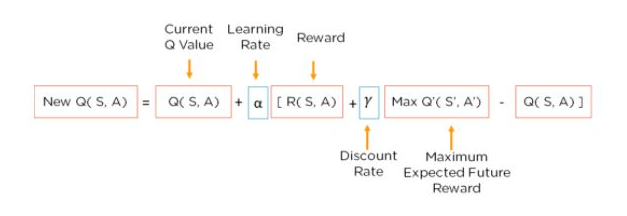 Current Learning
Q Value Rate Reward
New Q( S, A) = Q( S, A) + α [ R( S, A) + γ Max Q'( S', A') - Q( S, A) ]
Discount Maximum
Rate Expected Future
Reward